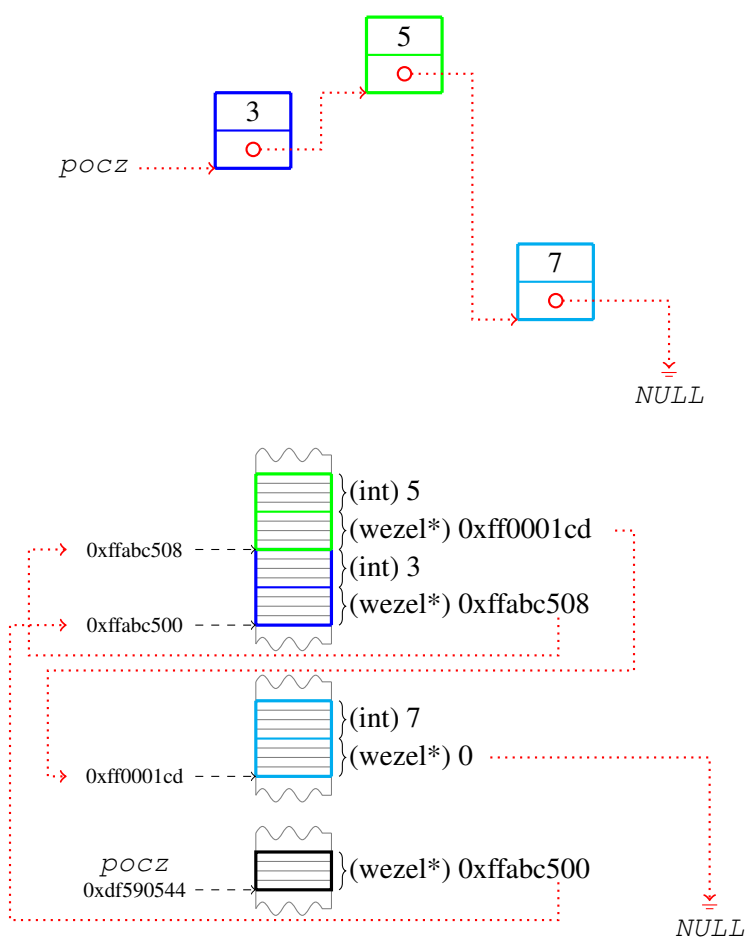 5
3
pocz
7
NULL
(int) 5
(wezel*) 0xff0001cd
0xffabc508
(int) 3
(wezel*) 0xffabc508
0xffabc500
(int) 7
(wezel*) 0
0xff0001cd
pocz
(wezel*) 0xffabc500
0xdf590544
NULL